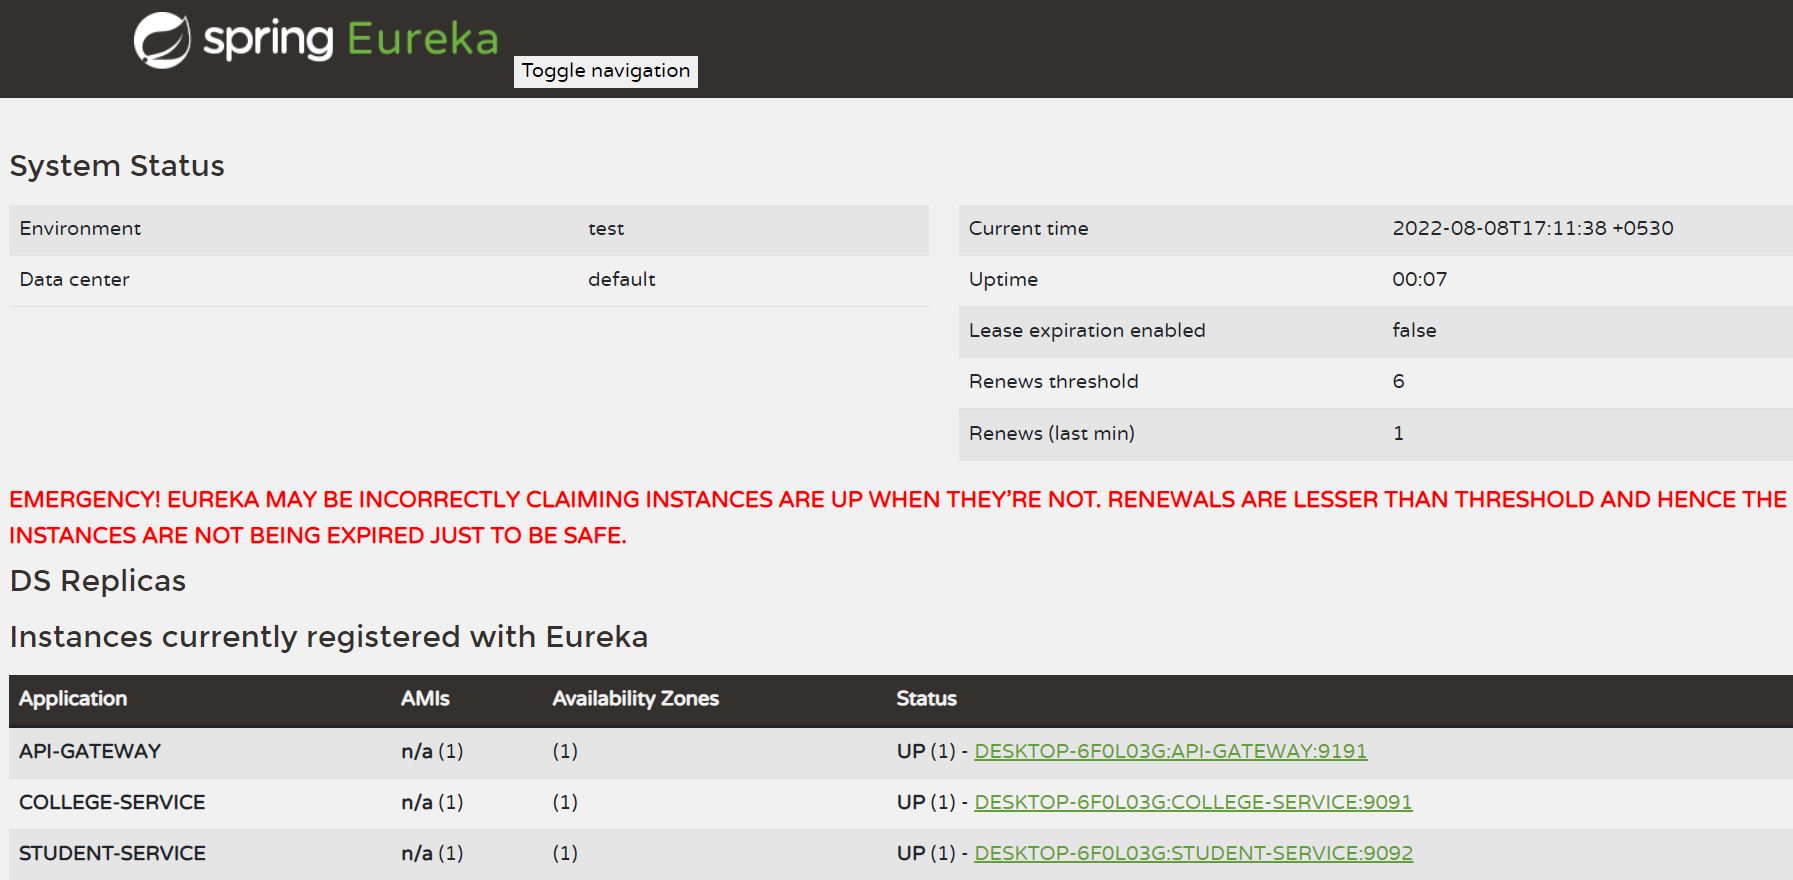 spring Eureka
Toggle navigation
System Status
Environment test
Data center default
Current time 2022-08-08T17:11:38 +0530
Uptime 00:07
Lease expiration enabled false
Renews threshold 6
Renews (last min) 1
EMERGENCY! EUREKA MAY BE INCORRECTLY CLAIMING INSTANCES ARE UP WHEN THEY'RE NOT. RENEWALS ARE LESSER THAN THRESHOLD AND HENCE THE
INSTANCES ARE NOT BEING EXPIRED JUST TO BE SAFE.
DS Replicas
Instances currently registered with Eureka
Application AMIs Availability Zones Status
API-GATEWAY n/a (1) (1) UP (1) - DESKTOP-6F0L03G:API-GATEWAY:9191
COLLEGE-SERVICE n/a (1) (1) UP (1) - DESKTOP-6F0L03G:COLLEGE-SERVICE:9091
STUDENT-SERVICE n/a (1) (1) UP (1) - DESKTOP-6F0L03G:STUDENT-SERVICE:9092